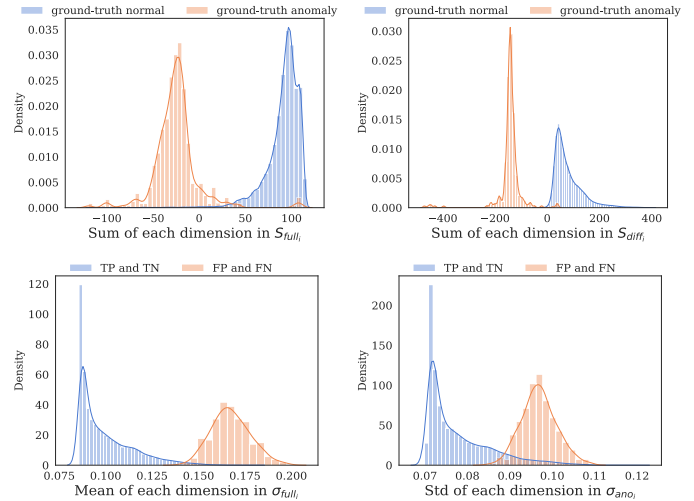 ground-truth normal ground-truth anomaly
Density
0.035
0.030
0.025
0.020
0.015
0.010
0.005
0.000
−100 −50 0 50 100
Sum of each dimension in S_full_i
ground-truth normal ground-truth anomaly
Density
0.030
0.025
0.020
0.015
0.010
0.005
0.000
−400 −200 0 200 400
Sum of each dimension in S_diff_i
TP and TN FP and FN
Density
120
100
80
60
40
20
0
0.075 0.100 0.125 0.150 0.175 0.200
Mean of each dimension in σ_full_i
TP and TN FP and FN
Density
200
150
100
50
0
0.07 0.08 0.09 0.10 0.11 0.12
Std of each dimension in σ_ano_i